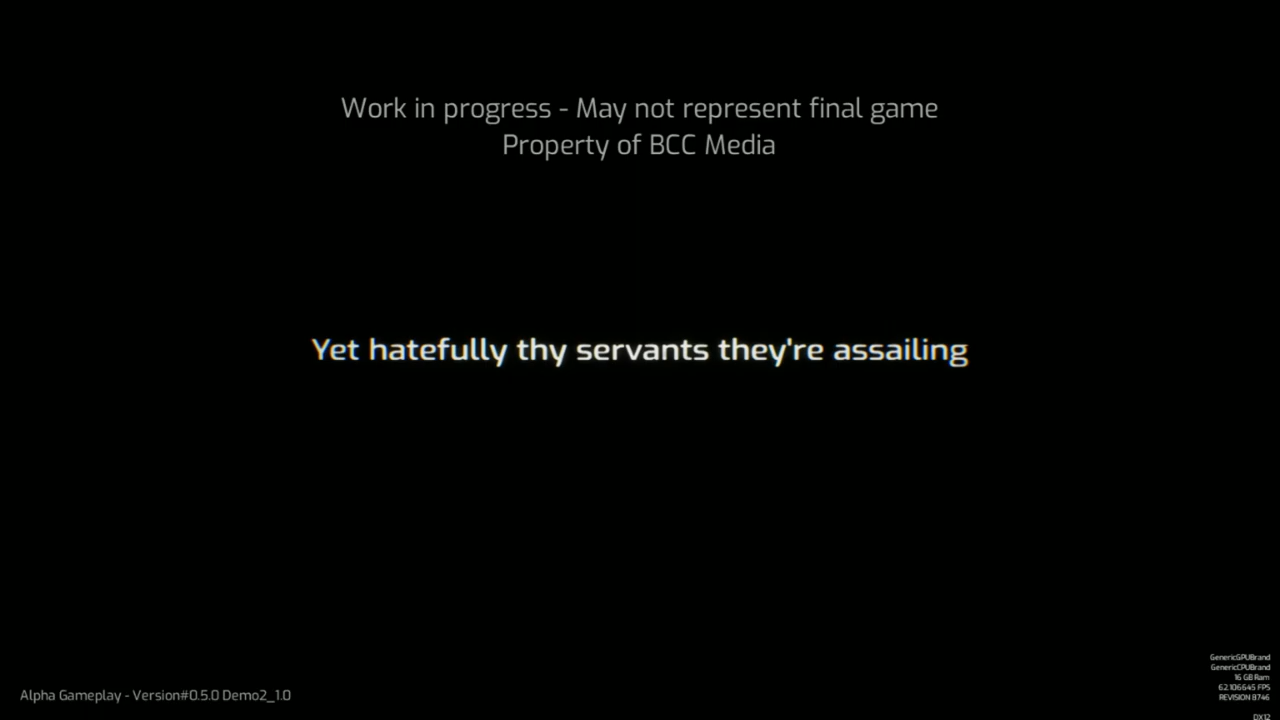 Work in progress - May not represent final game
Property of BCC Media
Yet hatefully thy servants they're assailing
GenericGPUBrand
GenericCPUBrand
16 GB Ram
62.106645 FPS
REVISION 8746
DX12
Alpha Gameplay - Version#0.5.0 Demo2_1.0